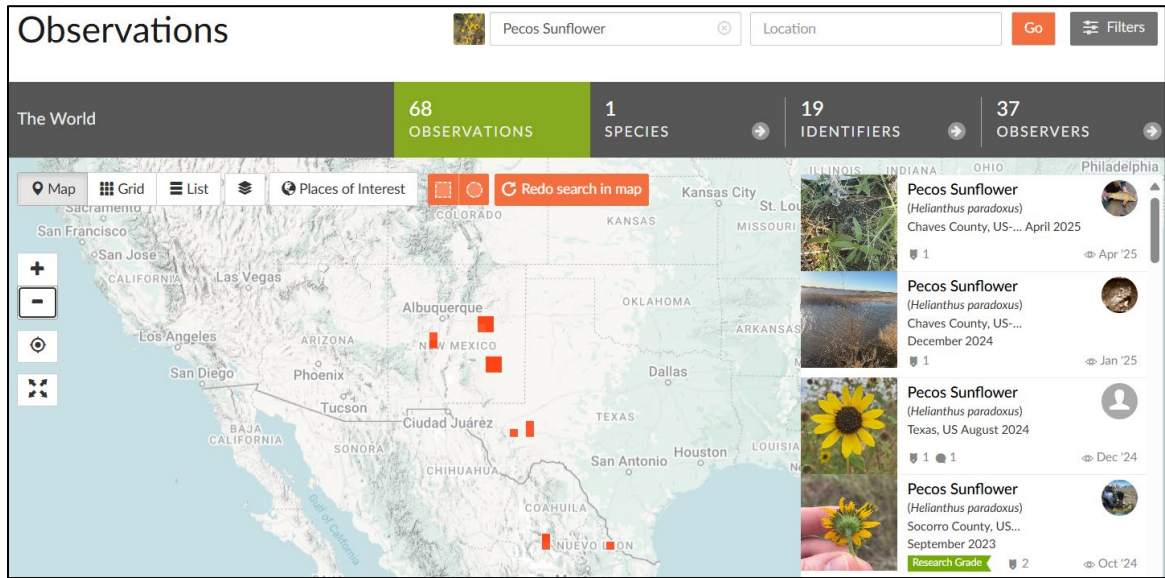 Observations
Pecos Sunflower
Location
Go
Filters
The World
68
OBSERVATIONS
1
SPECIES
19
IDENTIFIERS
37
OBSERVERS
Map
Grid
List
Places of Interest
Redo search in map
ILLINOIS
INDIANA
OHIO
Philadelphia
Sacramento
San Francisco
San Jose
CALIFORNIA
Las Vegas
COLORADO
KANSAS
Kansas City
St. Lou
MISSOURI
Los Angeles
ARIZONA
Albuquerque
NEW MEXICO
OKLAHOMA
ARKANSAS
San Diego
Phoenix
Tucson
Dallas
Ciudad Juárez
TEXAS
BAJA
CALIFORNIA
SONORA
CHIHUAHUA
San Antonio
Houston
LOUISIA
COAHUILA
Gulf of California
NUEVO LEON
+
-
Pecos Sunflower
(Helianthus paradoxus)
Chaves County, US-... April 2025
1
Apr '25
Pecos Sunflower
(Helianthus paradoxus)
Chaves County, US-...
December 2024
1
Jan '25
Pecos Sunflower
(Helianthus paradoxus)
Texas, US August 2024
1 1
Dec '24
Pecos Sunflower
(Helianthus paradoxus)
Socorro County, US...
September 2023
Research Grade
2
Oct '24